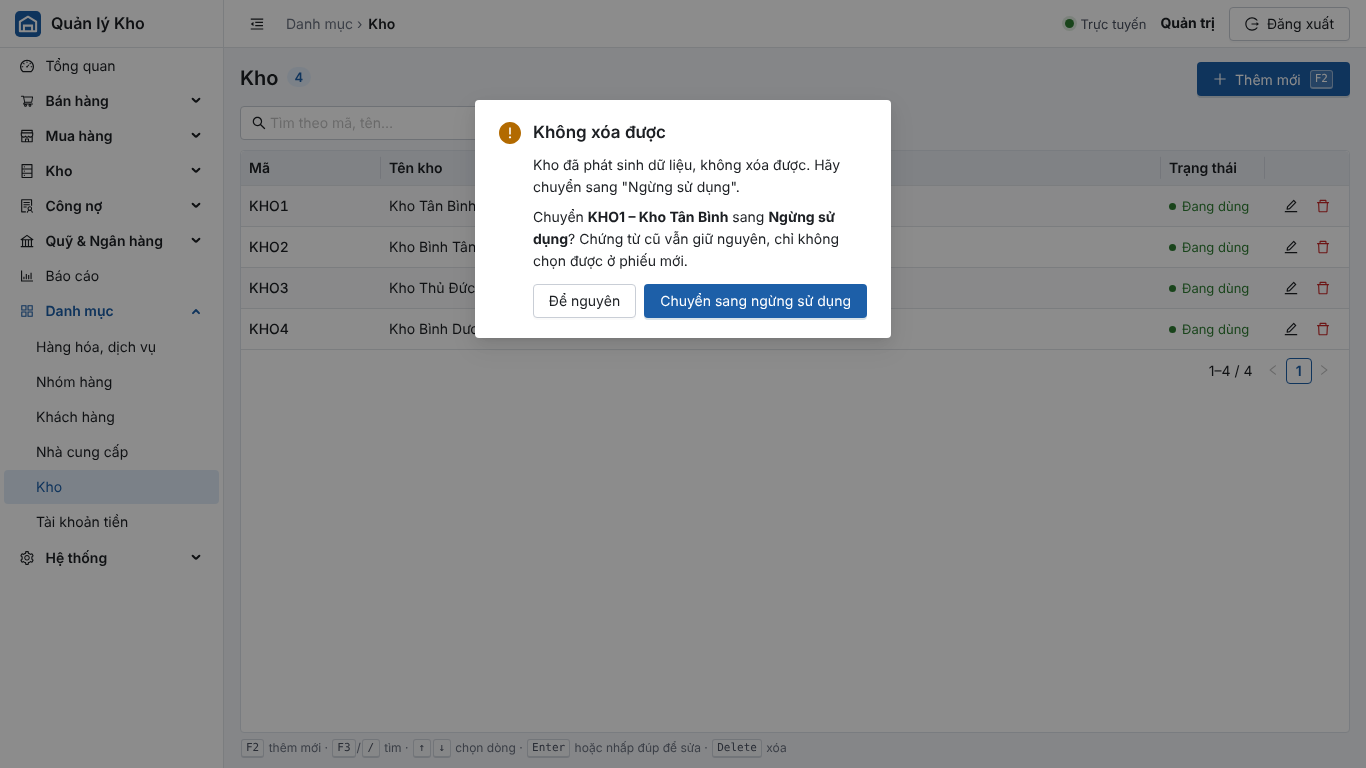 Quản lý Kho
Danh mục › Kho
Trực tuyến
Quản trị
Đăng xuất
Tổng quan
Bán hàng
Mua hàng
Kho
Công nợ
Quỹ & Ngân hàng
Báo cáo
Danh mục
Hàng hóa, dịch vụ
Nhóm hàng
Khách hàng
Nhà cung cấp
Kho
Tài khoản tiền
Hệ thống
Kho 4
Thêm mới F2
Tìm theo mã, tên...
Mã Tên kho Trạng thái
KHO1 Kho Tân Bình Đang dùng
KHO2 Kho Bình Tân Đang dùng
KHO3 Kho Thủ Đức Đang dùng
KHO4 Kho Bình Đang dùng
1–4 / 4 1
Không xóa được
Kho đã phát sinh dữ liệu, không xóa được. Hãy
chuyển sang "Ngừng sử dụng".
Chuyển KHO1 – Kho Tân Bình sang Ngừng sử
dụng? Chứng từ cũ vẫn giữ nguyên, chỉ không
chọn được ở phiếu mới.
Để nguyên
Chuyển sang ngừng sử dụng
F2 thêm mới · F3 / / tìm · ↑ ↓ chọn dòng · Enter hoặc nhấp đúp để sửa · Delete xóa